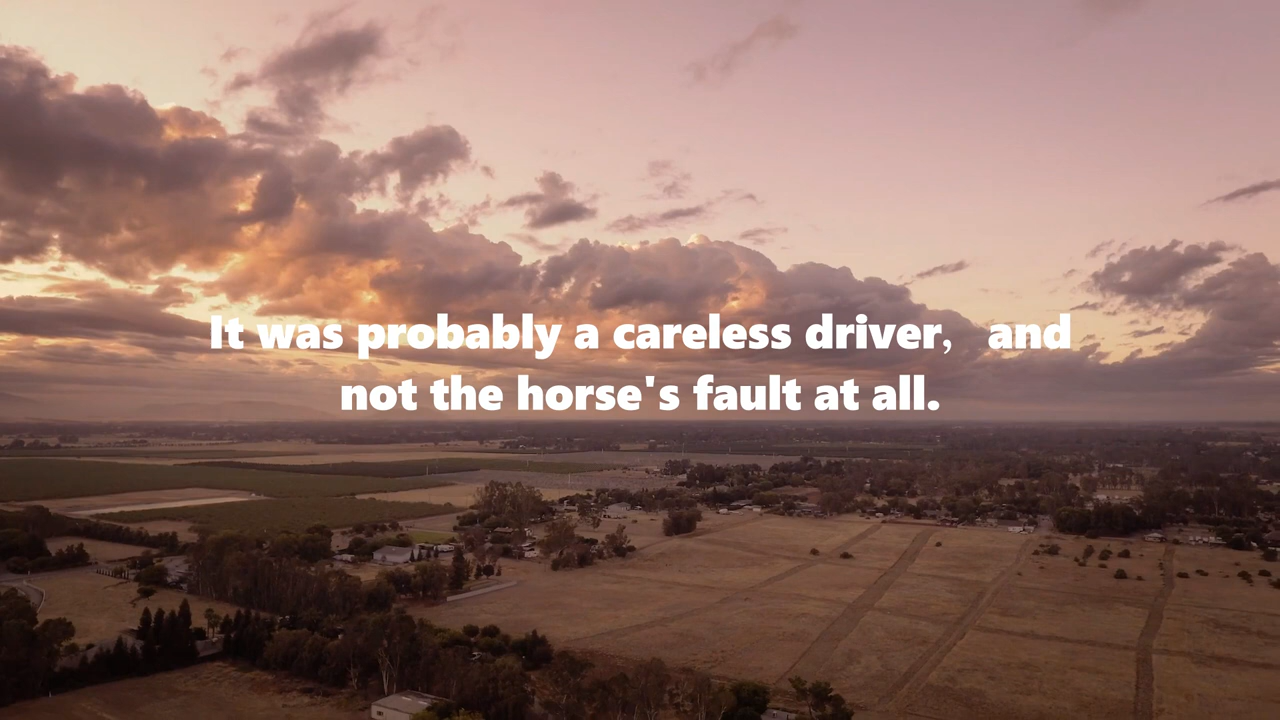 It was probably a careless driver， and
not the horse's fault at all.